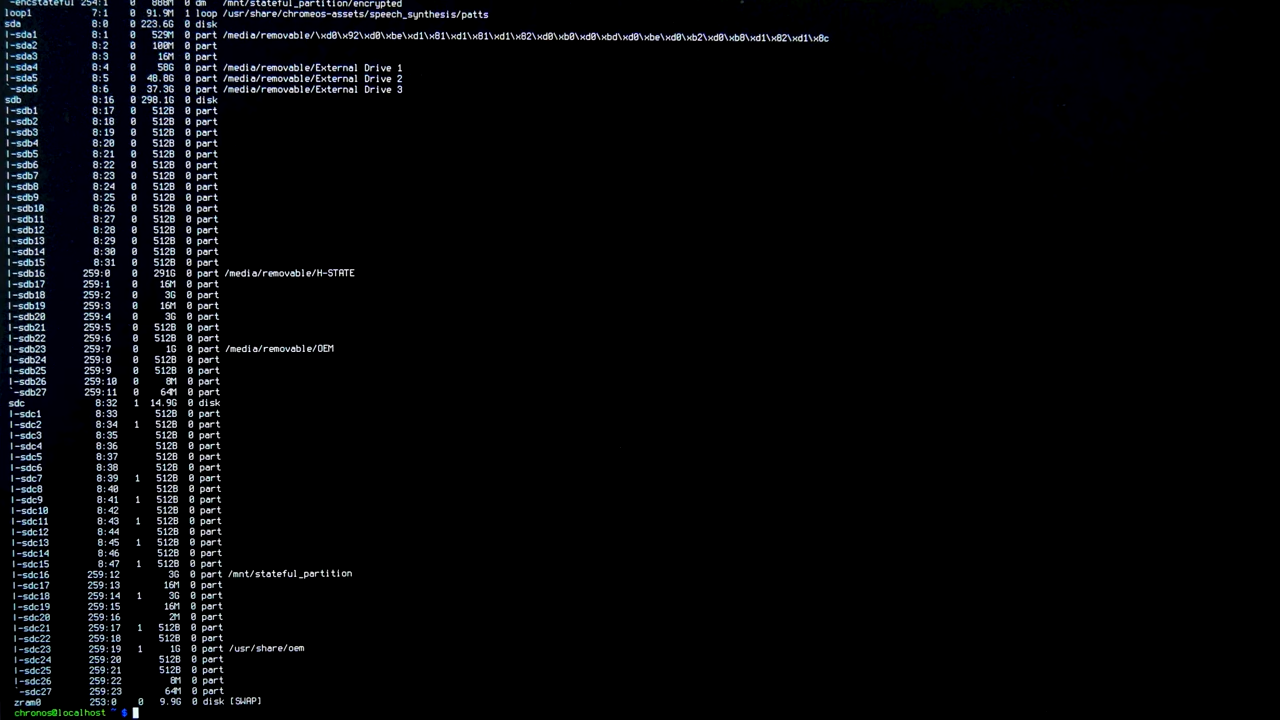 -encstateful 254:1 0 888M 0 dm /mnt/stateful_partition/encrypted
loop1 7:1 0 91.9M 1 loop /usr/share/chromeos-assets/speech_synthesis/patts
sda 8:0 0 223.6G 0 disk
|-sda1 8:1 0 529M 0 part /media/removable/\xd0\x92\xd0\xbe\xd1\x81\xd1\x81\xd1\x82\xd0\xb0\xd0\xbd\xd0\xbe\xd0\xb2\xd0\xb8\xd1\x82\xd1\x8c
|-sda2 8:2 0 100M 0 part
|-sda3 8:3 0 16M 0 part
|-sda4 8:4 0 58G 0 part /media/removable/External Drive 1
|-sda5 8:5 0 48.8G 0 part /media/removable/External Drive 2
`-sda6 8:6 0 37.3G 0 part /media/removable/External Drive 3
sdb 8:16 0 298.1G 0 disk
|-sdb1 8:17 0 512B 0 part
|-sdb2 8:18 0 512B 0 part
|-sdb3 8:19 0 512B 0 part
|-sdb4 8:20 0 512B 0 part
|-sdb5 8:21 0 512B 0 part
|-sdb6 8:22 0 512B 0 part
|-sdb7 8:23 0 512B 0 part
|-sdb8 8:24 0 512B 0 part
|-sdb9 8:25 0 512B 0 part
|-sdb10 8:26 0 512B 0 part
|-sdb11 8:27 0 512B 0 part
|-sdb12 8:28 0 512B 0 part
|-sdb13 8:29 0 512B 0 part
|-sdb14 8:30 0 512B 0 part
|-sdb15 8:31 0 512B 0 part
|-sdb16 259:0 0 291G 0 part /media/removable/H-STATE
|-sdb17 259:1 0 16M 0 part
|-sdb18 259:2 0 3G 0 part
|-sdb19 259:3 0 16M 0 part
|-sdb20 259:4 0 3G 0 part
|-sdb21 259:5 0 512B 0 part
|-sdb22 259:6 0 512B 0 part
|-sdb23 259:7 0 1G 0 part /media/removable/OEM
|-sdb24 259:8 0 512B 0 part
|-sdb25 259:9 0 512B 0 part
|-sdb26 259:10 0 8M 0 part
`-sdb27 259:11 0 64M 0 part
sdc 8:32 1 14.9G 0 disk
|-sdc1 8:33 512B 0 part
|-sdc2 8:34 1 512B 0 part
|-sdc3 8:35 512B 0 part
|-sdc4 8:36 512B 0 part
|-sdc5 8:37 512B 0 part
|-sdc6 8:38 512B 0 part
|-sdc7 8:39 1 512B 0 part
|-sdc8 8:40 512B 0 part
|-sdc9 8:41 1 512B 0 part
|-sdc10 8:42 512B 0 part
|-sdc11 8:43 1 512B 0 part
|-sdc12 8:44 512B 0 part
|-sdc13 8:45 1 512B 0 part
|-sdc14 8:46 512B 0 part
|-sdc15 8:47 1 512B 0 part
|-sdc16 259:12 3G 0 part /mnt/stateful_partition
|-sdc17 259:13 16M 0 part
|-sdc18 259:14 1 3G 0 part
|-sdc19 259:15 16M 0 part
|-sdc20 259:16 2M 0 part
|-sdc21 259:17 1 512B 0 part
|-sdc22 259:18 512B 0 part
|-sdc23 259:19 1 1G 0 part /usr/share/oem
|-sdc24 259:20 512B 0 part
|-sdc25 259:21 512B 0 part
|-sdc26 259:22 8M 0 part
`-sdc27 259:23 64M 0 part
zram0 253:0 0 9.9G 0 disk [SWAP]
chronos@localhost ~ $